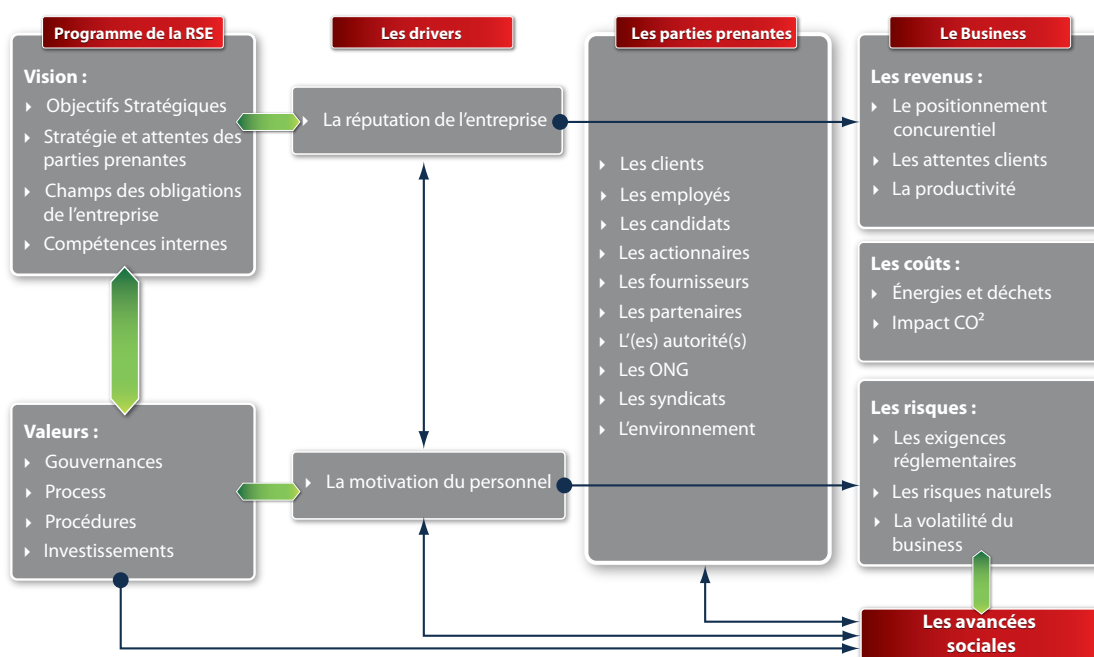 Programme de la RSE
Vision :
Objectifs Stratégiques
Stratégie et attentes des
parties prenantes
Champs des obligations
de l'entreprise
Compétences internes
Valeurs :
Gouvernances
Process
Procédures
Investissements
Les drivers
La réputation de l'entreprise
La motivation du personnel
Les parties prenantes
Les clients
Les employés
Les candidats
Les actionnaires
Les fournisseurs
Les partenaires
L'(es) autorité(s)
Les ONG
Les syndicats
L'environnement
Le Business
Les revenus :
Le positionnement
concurentiel
Les attentes clients
La productivité
Les coûts :
Énergies et déchets
Impact CO²
Les risques :
Les exigences
réglementaires
Les risques naturels
La volatilité du
business
Les avancées
sociales